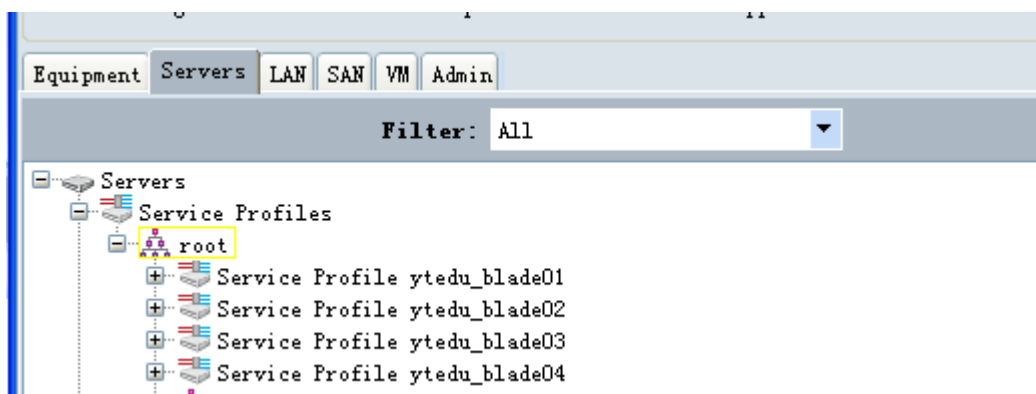 Equipment Servers LAN SAN VM Admin
Filter: All
Servers
Service Profiles
root
Service Profile ytedu_blade01
Service Profile ytedu_blade02
Service Profile ytedu_blade03
Service Profile ytedu_blade04